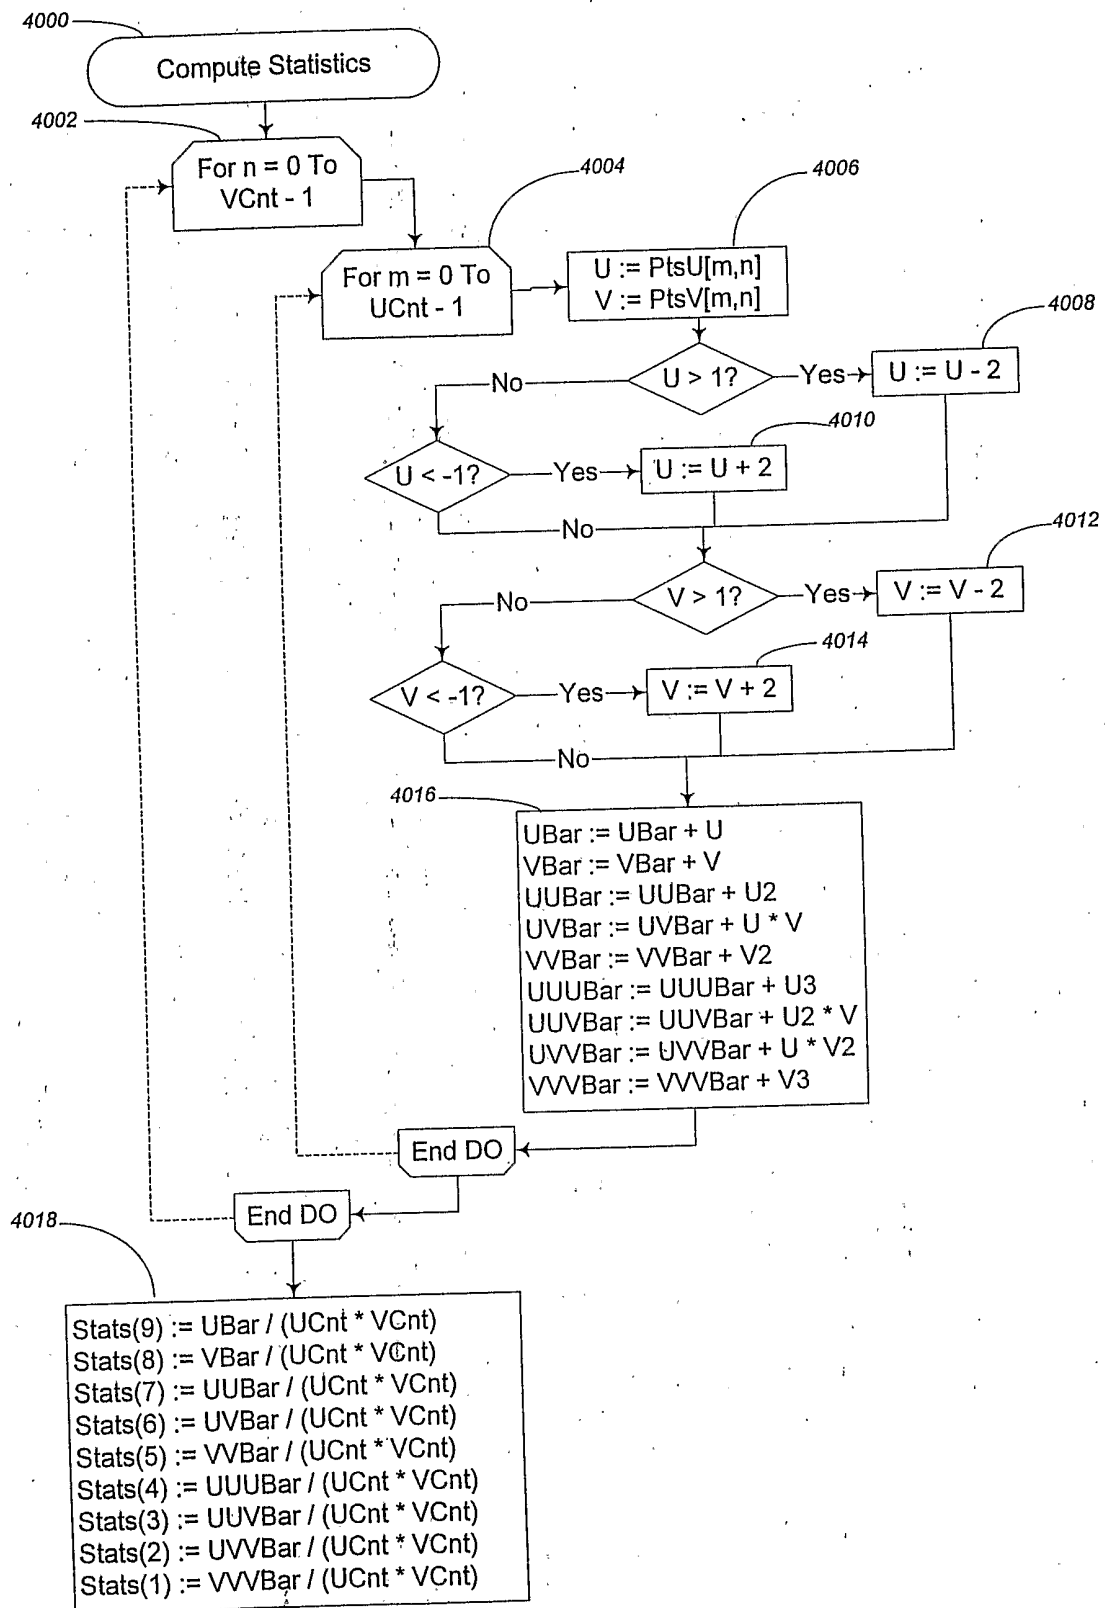 4000
Compute Statistics
4002
For n = 0 To
VCnt - 1
4004
For m = 0 To
UCnt - 1
4006
U := PtsU[m,n]
V := PtsV[m,n]
4008
U > 1?
Yes
U := U - 2
No
4010
U < -1?
Yes
U := U + 2
No
4012
V > 1?
Yes
V := V - 2
No
4014
V < -1?
Yes
V := V + 2
No
4016
UBar := UBar + U
VBar := VBar + V
UUBar := UUBar + U2
UVBar := UVBar + U * V
VVBar := VVBar + V2
UUUBar := UUUBar + U3
UUVBar := UUVBar + U2 * V
UVVBar := UVVBar + U * V2
VVVBar := VVVBar + V3
End DO
End DO
4018
Stats(9) := UBar / (UCnt * VCnt)
Stats(8) := VBar / (UCnt * VCnt)
Stats(7) := UUBar / (UCnt * VCnt)
Stats(6) := UVBar / (UCnt * VCnt)
Stats(5) := VVBar / (UCnt * VCnt)
Stats(4) := UUUBar / (UCnt * VCnt)
Stats(3) := UUVBar / (UCnt * VCnt)
Stats(2) := UVVBar / (UCnt * VCnt)
Stats(1) := VVVBar / (UCnt * VCnt)